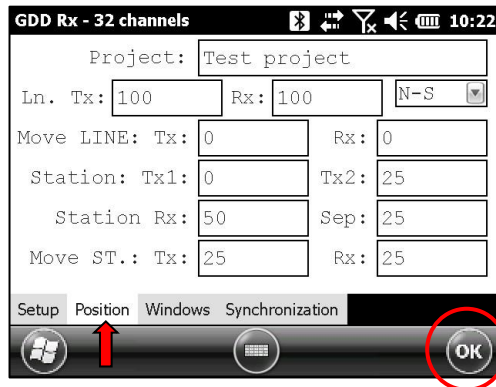 GDD Rx - 32 channels 10:22
Project: Test project
Ln. Tx: 100 Rx: 100 N-S
Move LINE: Tx: 0 Rx: 0
Station: Tx1: 0 Tx2: 25
Station Rx: 50 Sep: 25
Move ST.: Tx: 25 Rx: 25
Setup Position Windows Synchronization
OK